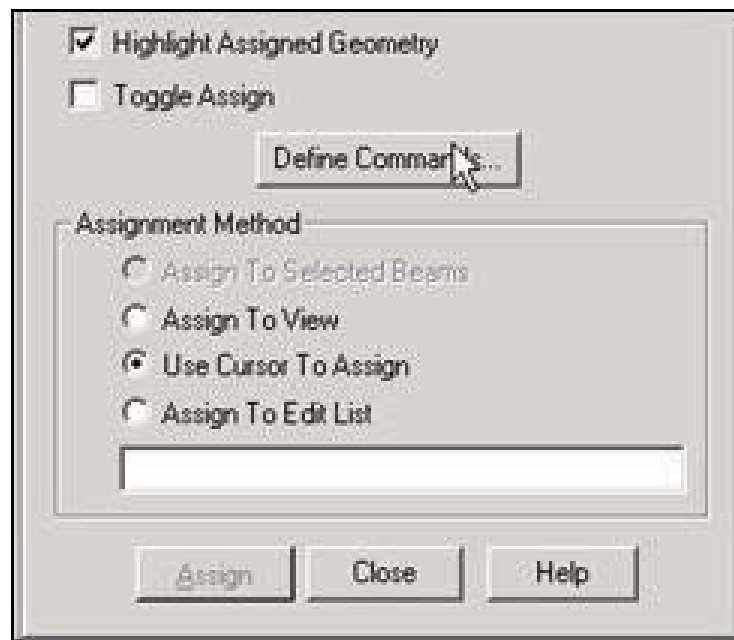 Highlight Assigned Geometry
Toggle Assign
Define Commands...
Assignment Method
Assign To Selected Beams
Assign To View
Use Cursor To Assign
Assign To Edit List
Assign
Close
Help